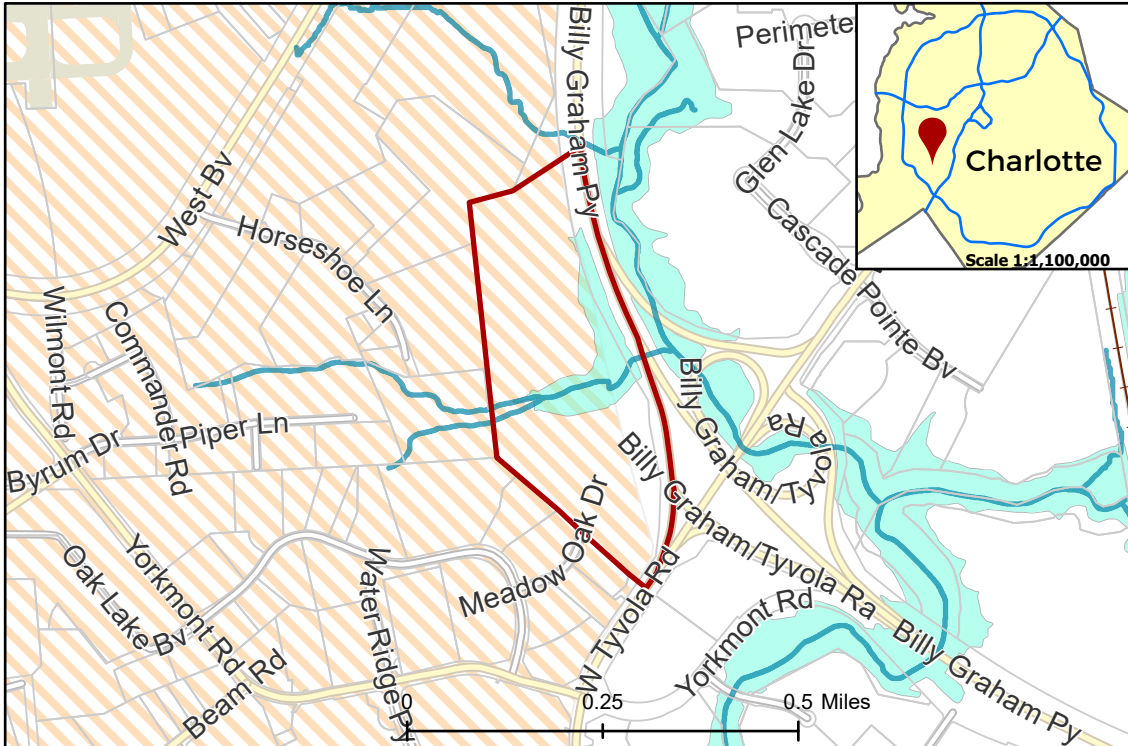 Billy Graham Py
Perimete
Glen Lake Dr
Charlotte
Scale 1:1,100,000
West Bv
Horseshoe Ln
Cascade Pointe Bv
Wilmont Rd
Commander Rd
Billy Graham/Tyvola
Ra
Piper Ln
Byrum Dr
Billy Graham/Tyvola Ra
Meadow Oak Dr
Oak Lake Bv
Yorkmont Rd
Water Ridge Py
W Tyvola Rd
Yorkmont Rd
Billy Graham Py
Beam Rd
0 0.25 0.5 Miles